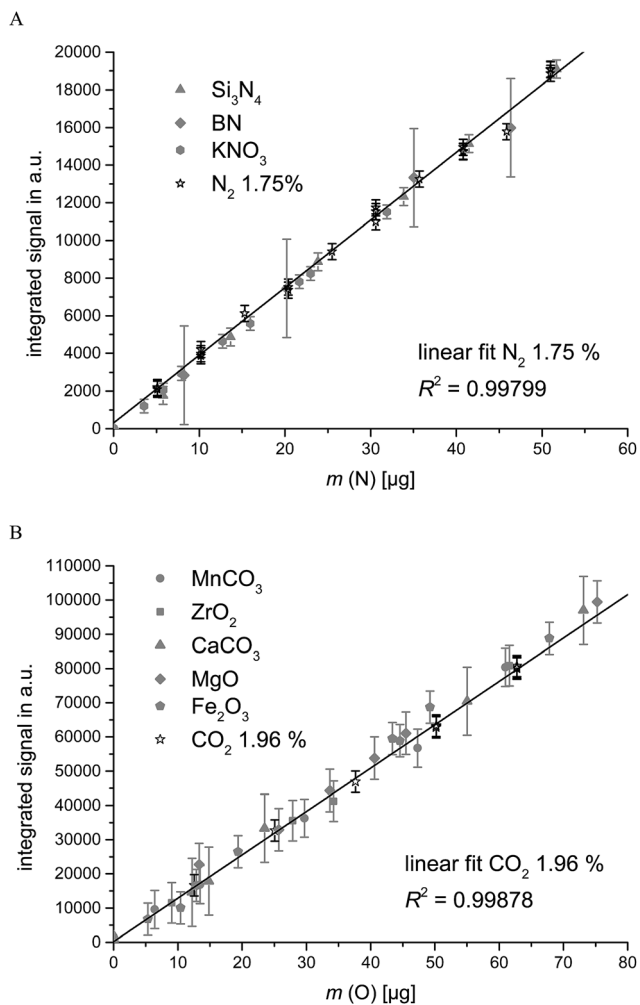 A
20000
18000
16000
14000
12000
10000
8000
6000
4000
2000
0
integrated signal in a.u.
Si₃N₄
BN
KNO₃
N₂ 1.75%
linear fit N₂ 1.75 %
R² = 0.99799
0 10 20 30 40 50 60
m (N) [µg]
B
110000
100000
90000
80000
70000
60000
50000
40000
30000
20000
10000
0
integrated signal in a.u.
MnCO₃
ZrO₂
CaCO₃
MgO
Fe₂O₃
CO₂ 1.96 %
linear fit CO₂ 1.96 %
R² = 0.99878
0 10 20 30 40 50 60 70 80
m (O) [µg]